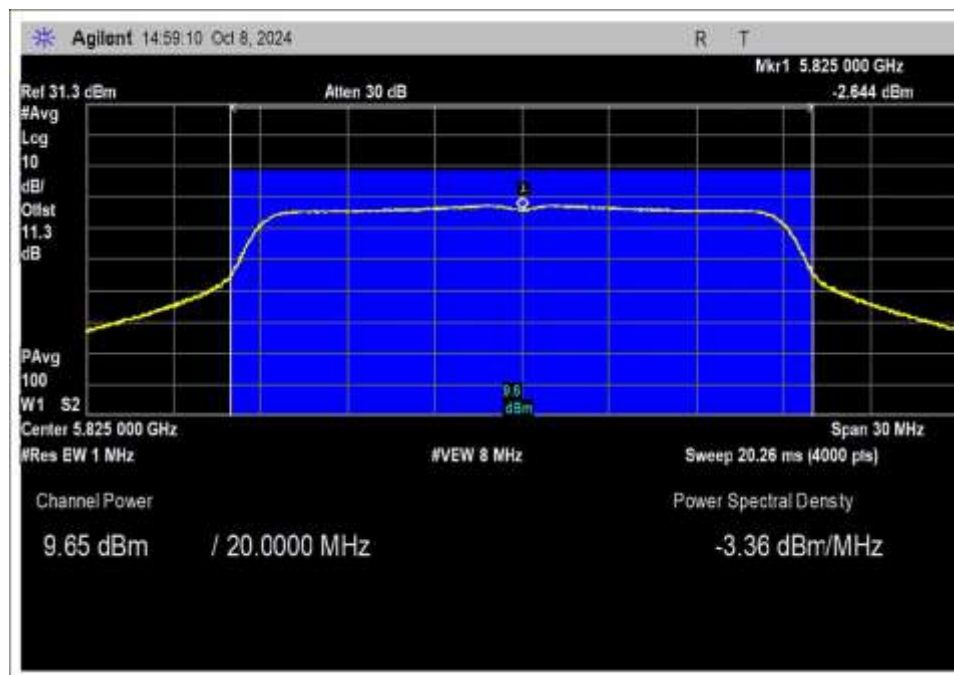 Agilent 14:59:10 Oct 8, 2024 R T
Mkr1 5.825 000 GHz
Ref 31.3 dBm Atten 30 dB -2.644 dBm
#Avg
Log
10
dB/
Offst
11.3
dB
1
PAvg
100
W1 S2
9.6
dBm
Center 5.825 000 GHz Span 30 MHz
#Res BW 1 MHz #VBW 8 MHz Sweep 20.26 ms (4000 pts)
Channel Power Power Spectral Density
9.65 dBm / 20.0000 MHz -3.36 dBm/MHz